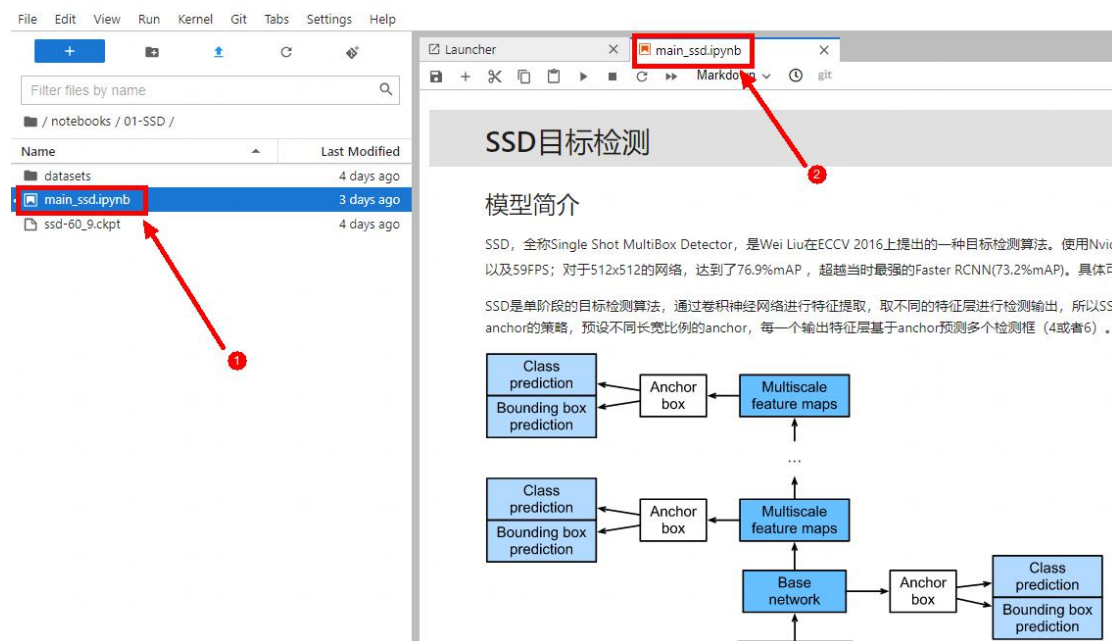 File Edit View Run Kernel Git Tabs Settings Help
Filter files by name
/ notebooks / 01-SSD /
Name Last Modified
datasets 4 days ago
main_ssd.ipynb 3 days ago
ssd-60_9.ckpt 4 days ago
1
Launcher
main_ssd.ipynb
git
2
SSD目标检测
模型简介
SSD，全称Single Shot MultiBox Detector，是Wei Liu在ECCV 2016上提出的一种目标检测算法。使用
以及59FPS；对于512x512的网络，达到了76.9%mAP ，超越当时最强的Faster RCNN(73.2%mAP)。具体
SSD是单阶段的目标检测算法，通过卷积神经网络进行特征提取，取不同的特征层进行检测输出，所以
anchor的策略，预设不同长宽比例的anchor，每一个输出特征层基于anchor预测多个检测框（4或者6）。
Class
prediction
Bounding box
prediction
Anchor
box
Multiscale
feature maps
...
Class
prediction
Bounding box
prediction
Anchor
box
Multiscale
feature maps
Base
network
Anchor
box
Class
prediction
Bounding box
prediction